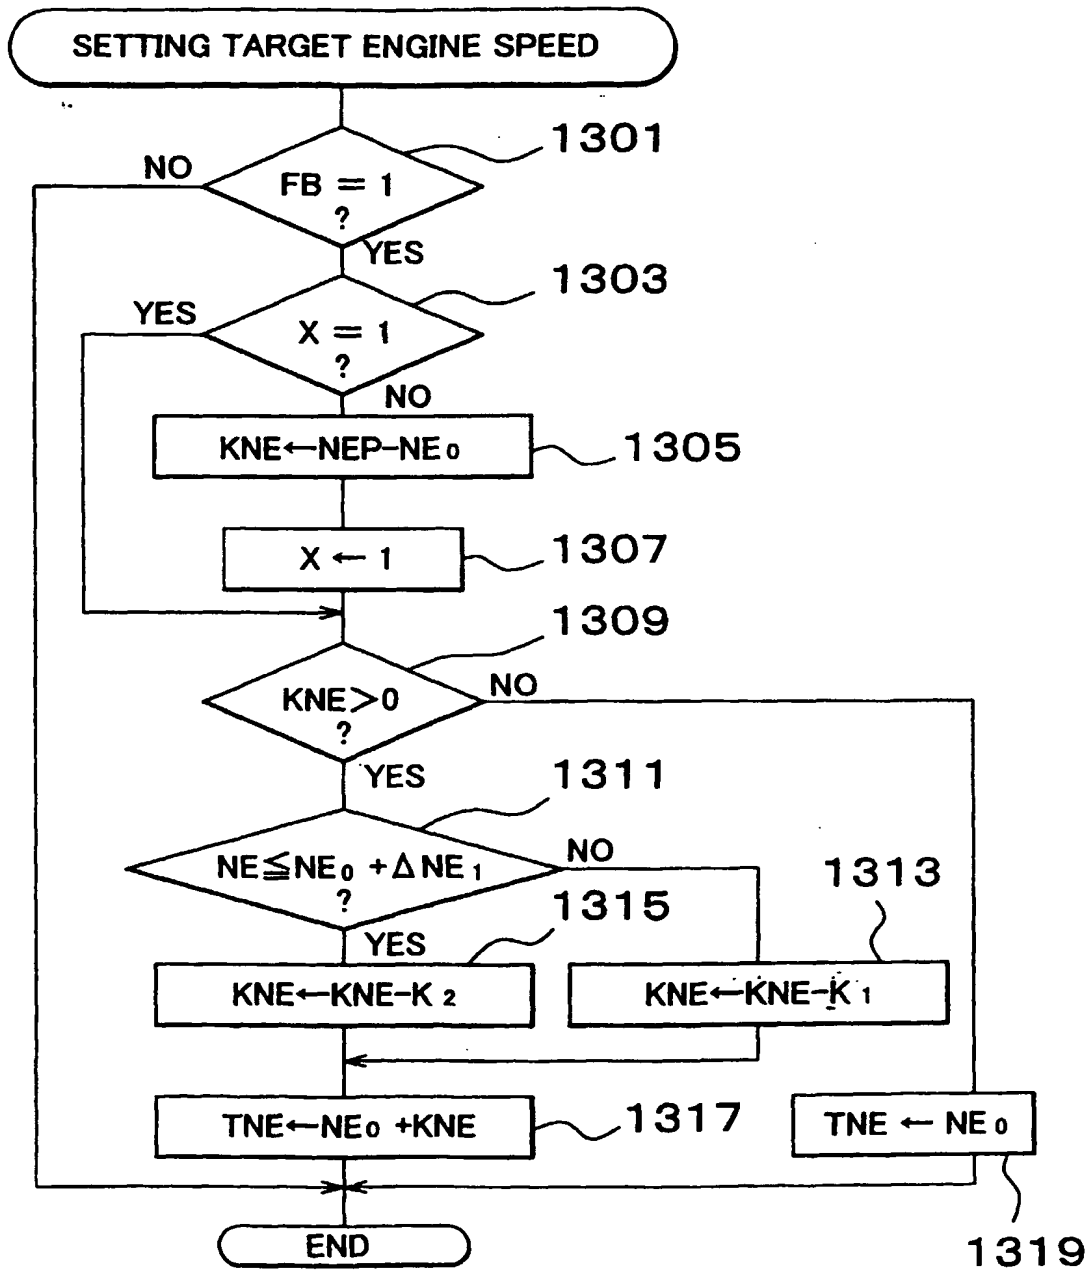 SETTING TARGET ENGINE SPEED
1301
NO
FB = 1
?
YES
1303
YES
X = 1
?
NO
KNE←NEP-NE0
1305
X ← 1
1307
1309
KNE>0
?
NO
YES
1311
NE≦NE0 +ΔNE1
?
NO
1313
1315
YES
KNE←KNE-K2
KNE←KNE-K1
TNE←NE0 +KNE
1317
TNE ← NE0
END
1319